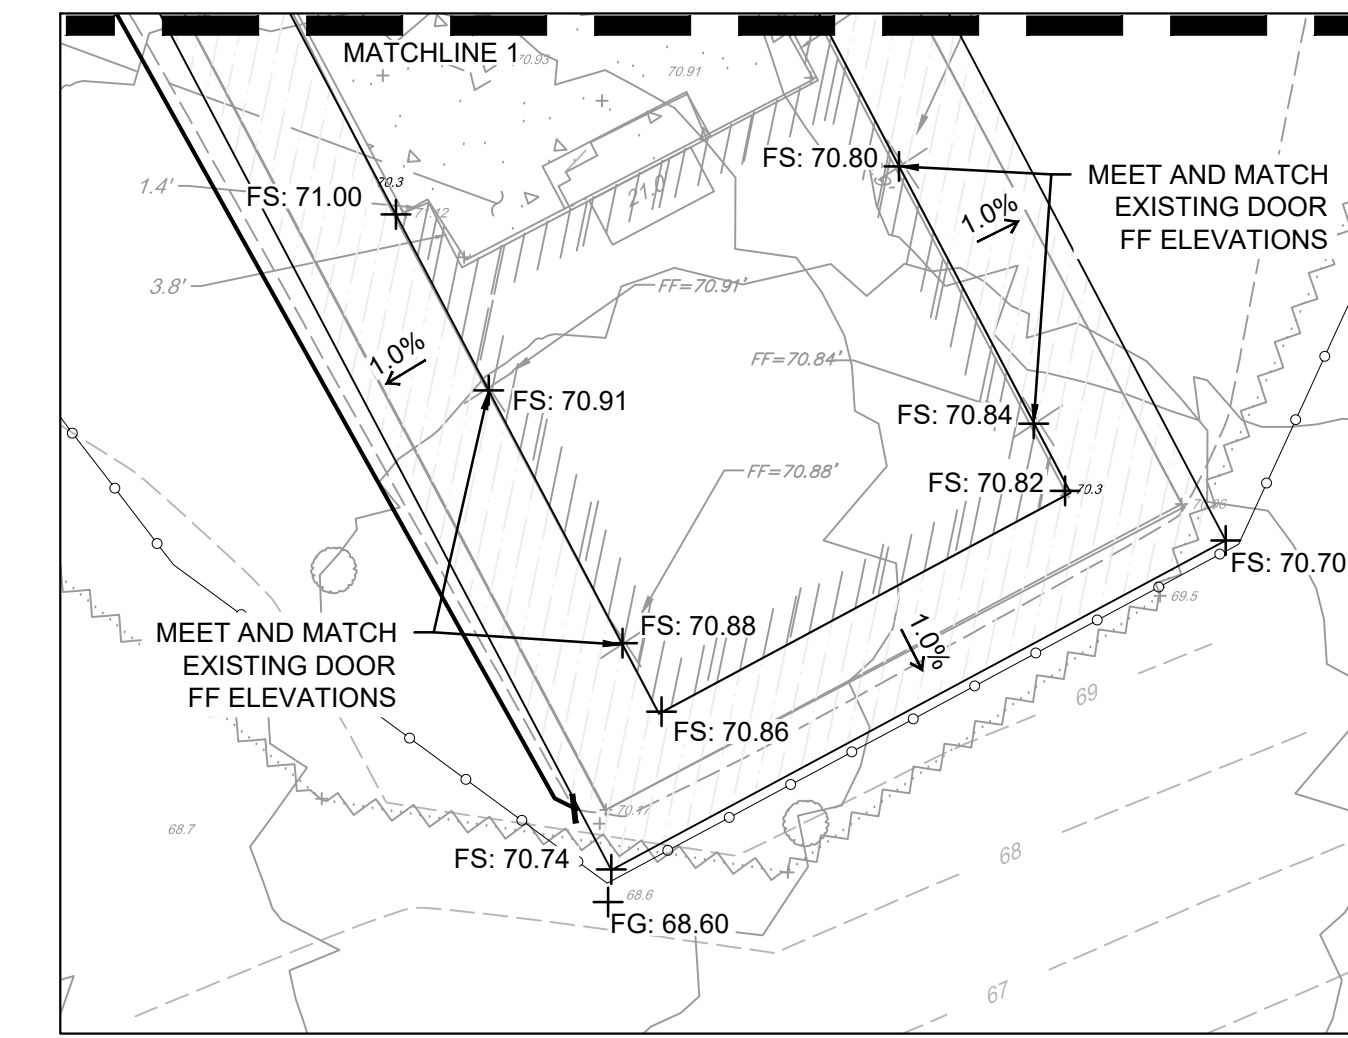 MATCHLINE 1
70.93
70.91
FS: 70.80
MEET AND MATCH
EXISTING DOOR
FF ELEVATIONS
1.4'
FS: 71.00
70.3
71.12
21.0'
1.0%
3.8'
FF=70.91'
1.0%
FF=70.84'
FS: 70.91
FS: 70.84
FF=70.88'
FS: 70.82
70.3
FS: 70.70
69.5
MEET AND MATCH
EXISTING DOOR
FF ELEVATIONS
FS: 70.88
1.0%
69
FS: 70.86
68.7
FS: 70.74
68
68.6
FG: 68.60
67